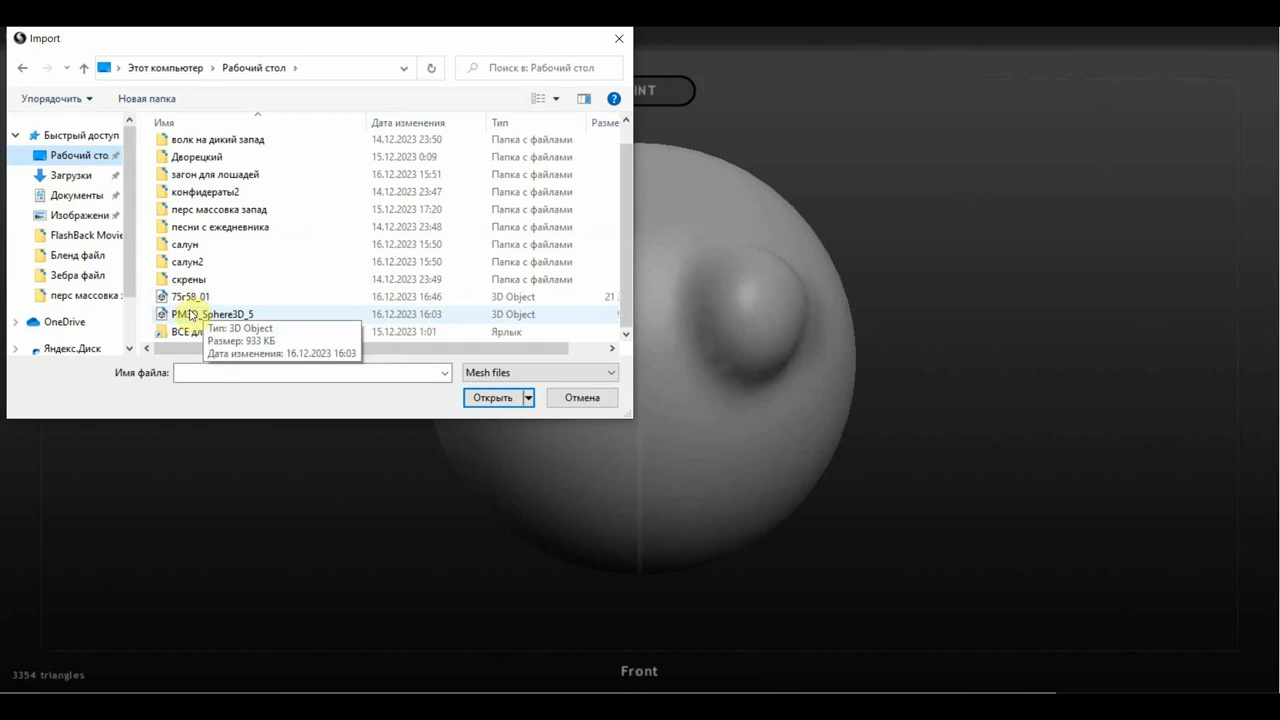 Import
Этот компьютер > Рабочий стол >
Поиск в: Рабочий стол
Упорядочить
Новая папка
Имя
Дата изменения
Тип
Разме
Быстрый доступ
Рабочий сто
Загрузки
Документы
Изображени
FlashBack Movie
Бленд файл
Зебра файл
перс массовка
OneDrive
Яндекс.Диск
волк на дикий запад 14.12.2023 23:50 Папка с файлами
Дворецкий 15.12.2023 0:09 Папка с файлами
загон для лошадей 16.12.2023 15:51 Папка с файлами
конфидераты2 14.12.2023 23:47 Папка с файлами
перс массовка запад 15.12.2023 17:20 Папка с файлами
песни с ежедневника 14.12.2023 23:48 Папка с файлами
салун 16.12.2023 15:50 Папка с файлами
салун2 16.12.2023 15:50 Папка с файлами
скрены 14.12.2023 23:49 Папка с файлами
75r58_01 16.12.2023 16:46 3D Object 21
Sphere3D_5 16.12.2023 16:03 3D Object
ВСЕ 15.12.2023 1:01 Ярлык
Тип: 3D Object
Размер: 933 КБ
Дата изменения: 16.12.2023 16:03
Имя файла:
Mesh files
Открыть
Отмена
INT
3354 triangles
Front